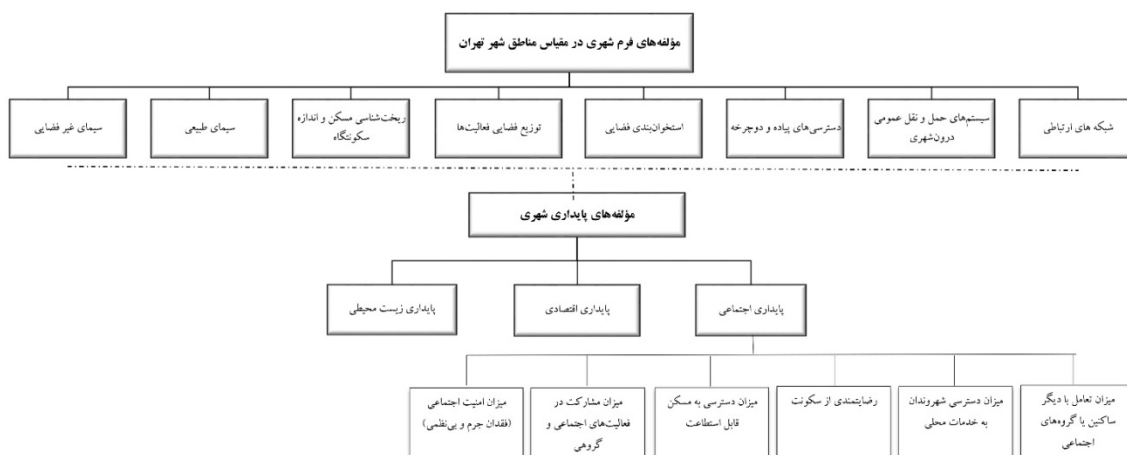 مؤلفه‌های فرم شهری در مقیاس مناطق شهر تهران
شبکه های ارتباطی
سیستم‌های حمل و نقل عمومی
درون‌شهری
دسترسی‌های پیاده و دوچرخه
استخوان‌بندی فضایی
توزیع فضایی فعالیت‌ها
ریخت‌شناسی مسکن و اندازه
سکونتگاه
سیمای طبیعی
سیمای غیر فضایی
مؤلفه‌های پایداری شهری
پایداری اجتماعی
پایداری اقتصادی
پایداری زیست محیطی
میزان تعامل با دیگر
ساکنین یا گروه‌های
اجتماعی
میزان دسترسی شهروندان
به خدمات محلی
رضایتمندی از سکونت
میزان دسترسی به مسکن
قابل استطاعت
میزان مشارکت در
فعالیت‌های اجتماعی و
گروهی
میزان امنیت اجتماعی
(فقدان جرم و بی‌نظمی)